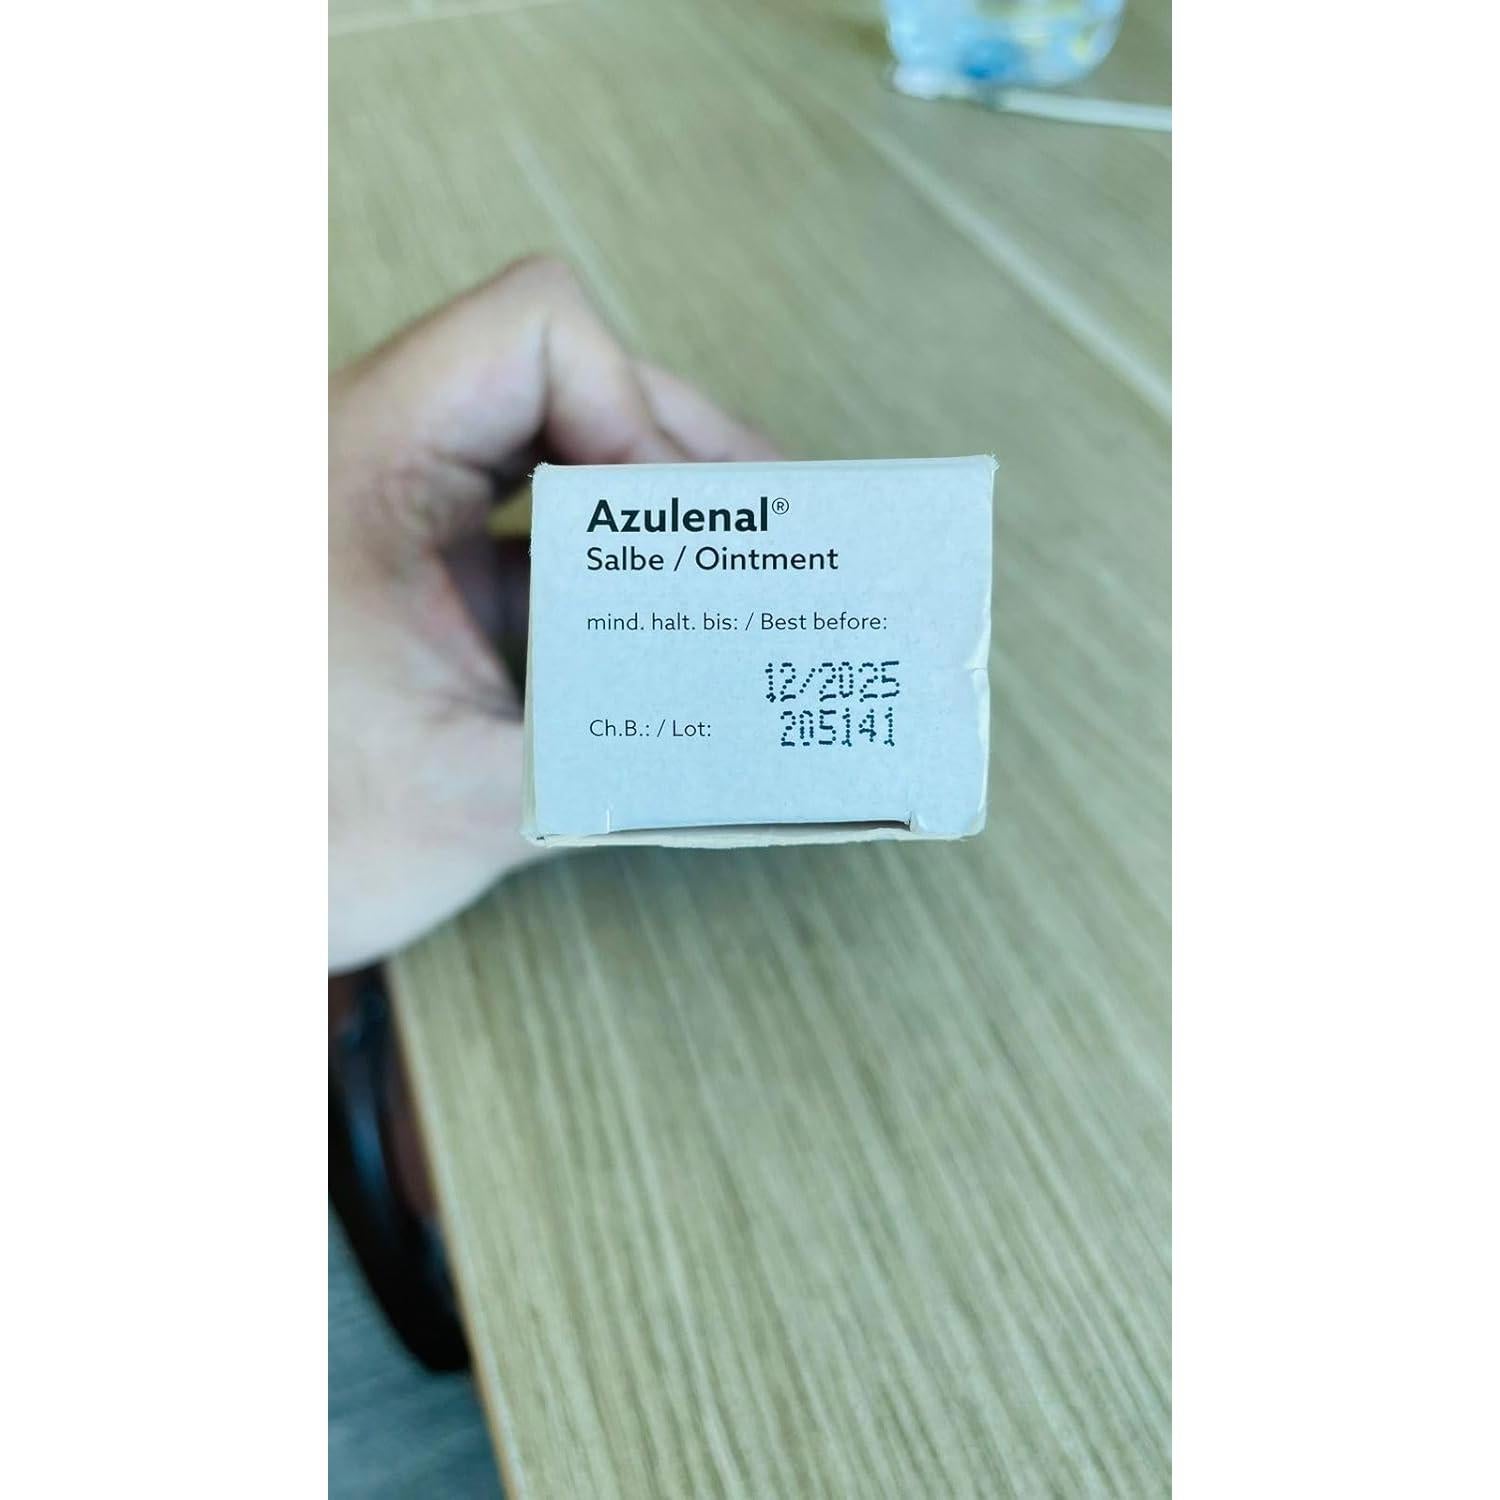 Azulenal®
Salbe / Ointment
mind. halt. bis: / Best before:
12/2025
Ch.B.: / Lot: 205141